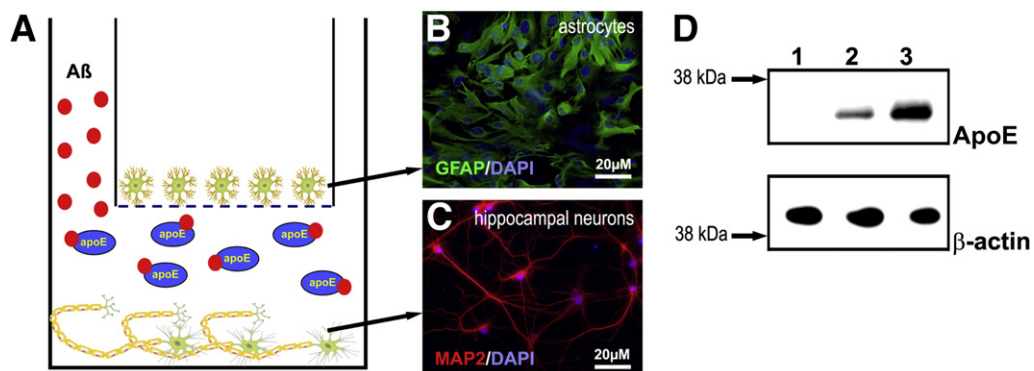 A
Aß
apoE
apoE
apoE
apoE
apoE
apoE
B
astrocytes
GFAP/DAPI
20µM
C
hippocampal neurons
MAP2/DAPI
20µM
D
1 2 3
38 kDa
ApoE
38 kDa
β-actin